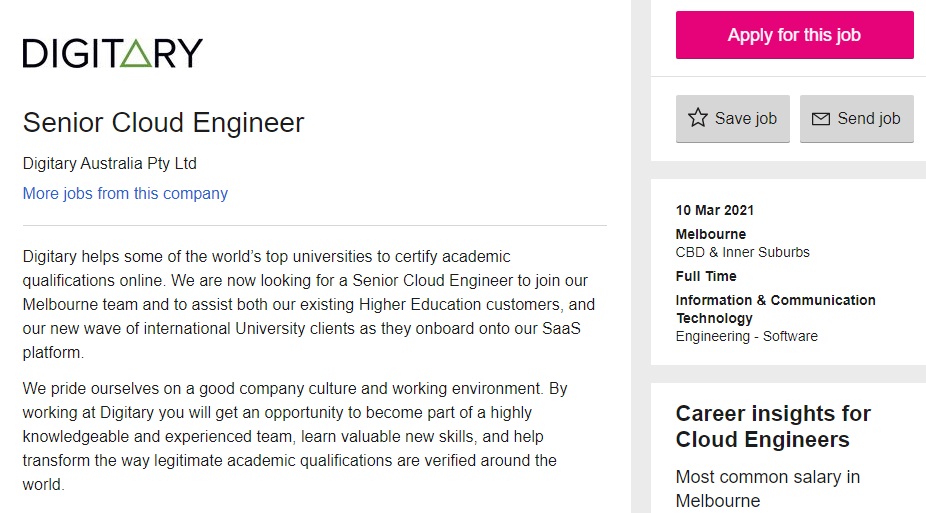 DIGITARY
Senior Cloud Engineer
Digitary Australia Pty Ltd
More jobs from this company
Digitary helps some of the world's top universities to certify academic
qualifications online. We are now looking for a Senior Cloud Engineer to join our
Melbourne team and to assist both our existing Higher Education customers, and
our new wave of international University clients as they onboard onto our SaaS
platform.
We pride ourselves on a good company culture and working environment. By
working at Digitary you will get an opportunity to become part of a highly
knowledgeable and experienced team, learn valuable new skills, and help
transform the way legitimate academic qualifications are verified around the
world.
Apply for this job
Save job
Send job
10 Mar 2021
Melbourne
CBD & Inner Suburbs
Full Time
Information & Communication
Technology
Engineering - Software
Career insights for
Cloud Engineers
Most common salary in
Melbourne